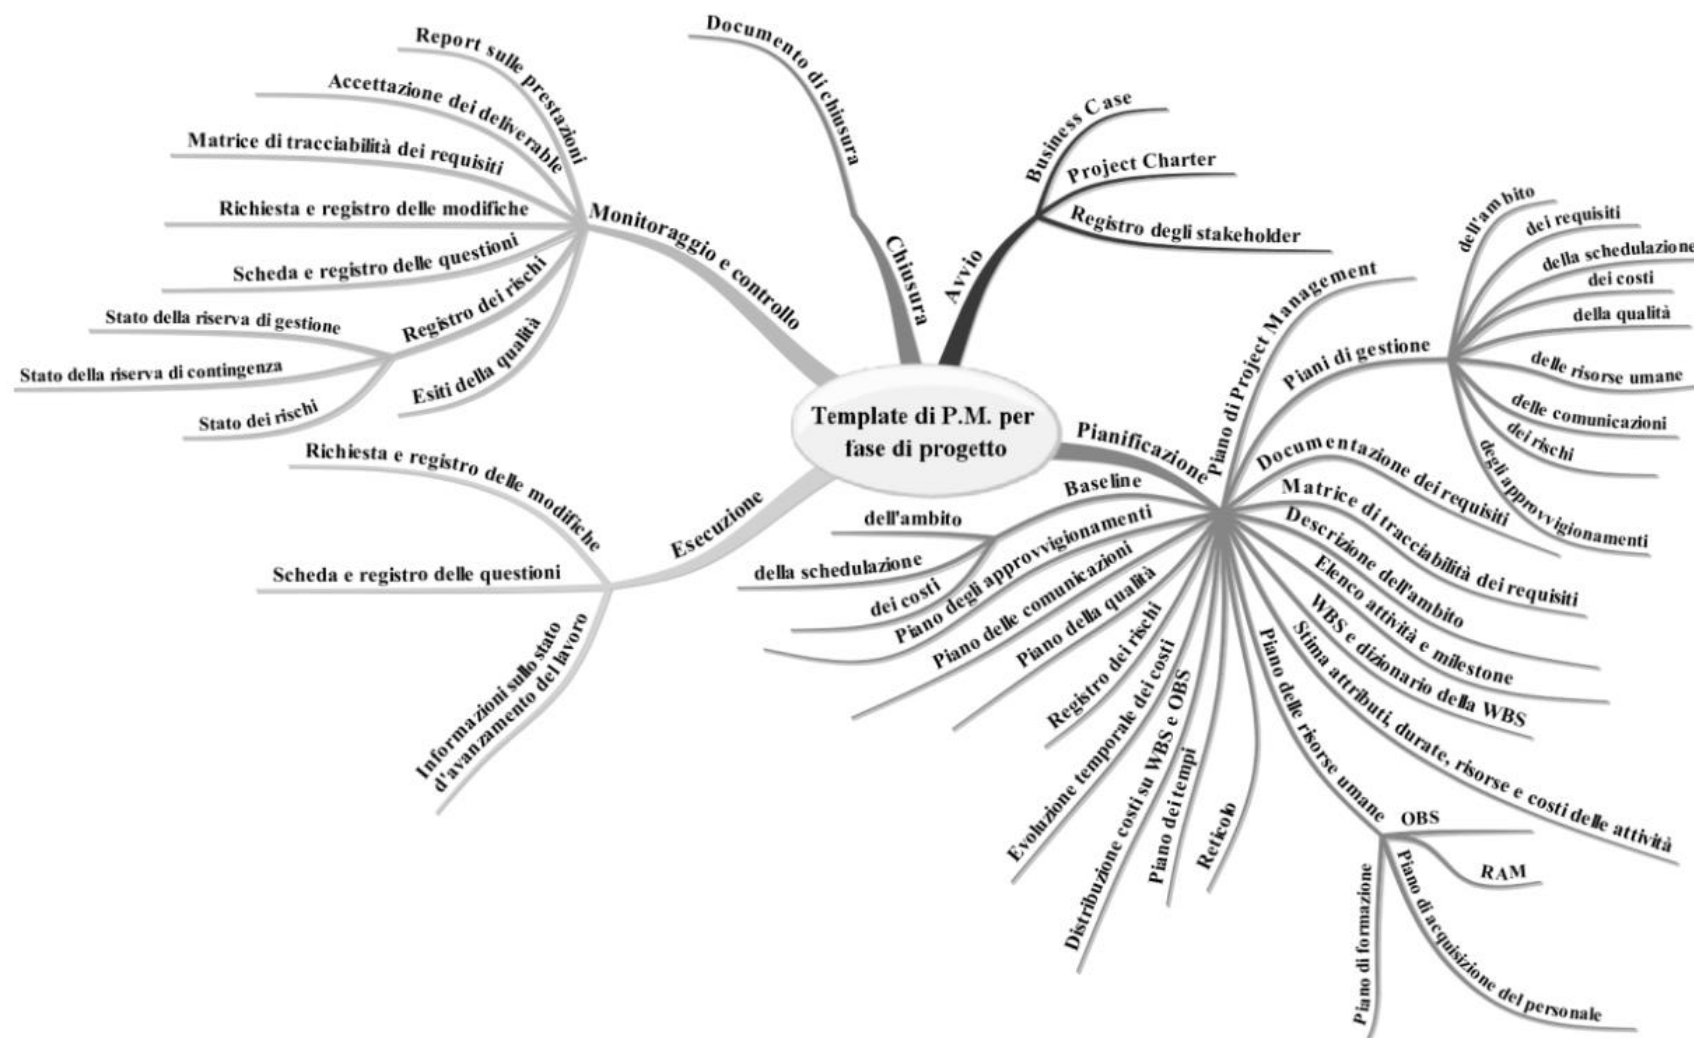 Template di P.M. per
fase di progetto
Avvio
Business Case
Project Charter
Registro degli stakeholder
Pianificazione
Piano di Project Management
Piani di gestione
dell'ambito
dei requisiti
della schedulazione
dei costi
della qualità
delle risorse umane
delle comunicazioni
dei rischi
degli approvvigionamenti
Documentazione dei requisiti
Matrice di tracciabilità dei requisiti
Descrizione dell'ambito
Elenco attività e milestone
WBS e dizionario della WBS
Stima attributi, durate, risorse e costi delle attività
Piano delle risorse umane
OBS
RAM
Piano di acquisizione del personale
Piano di formazione
Reticolo
Piano dei tempi
Distribuzione costi su WBS e OBS
Evoluzione temporale dei costi
Registro dei rischi
Piano della qualità
Piano delle comunicazioni
Piano degli approvvigionamenti
Baseline
dell'ambito
della schedulazione
dei costi
Esecuzione
Richiesta e registro delle modifiche
Scheda e registro delle questioni
Informazioni sullo stato
d'avanzamento del lavoro
Monitoraggio e controllo
Report sulle prestazioni
Accettazione dei deliverable
Matrice di tracciabilità dei requisiti
Richiesta e registro delle modifiche
Scheda e registro delle questioni
Registro dei rischi
Stato della riserva di gestione
Stato della riserva di contingenza
Stato dei rischi
Esiti della qualità
Chiusura
Documento di chiusura